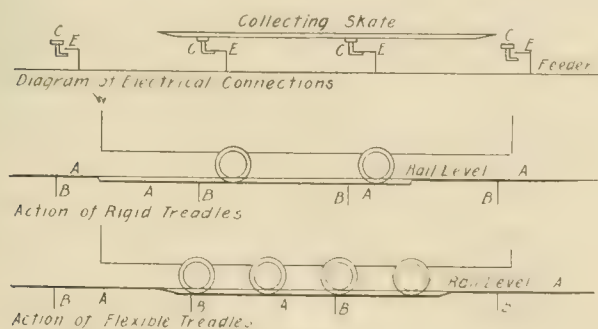 Collecting Skate
C E C E C E C E
Feeder
Diagram of Electrical Connections
Rail Level A
A A A
B B B B
Action of Rigid Treadles
Rail Level A
B A B A B
Action of Flexible Treadles